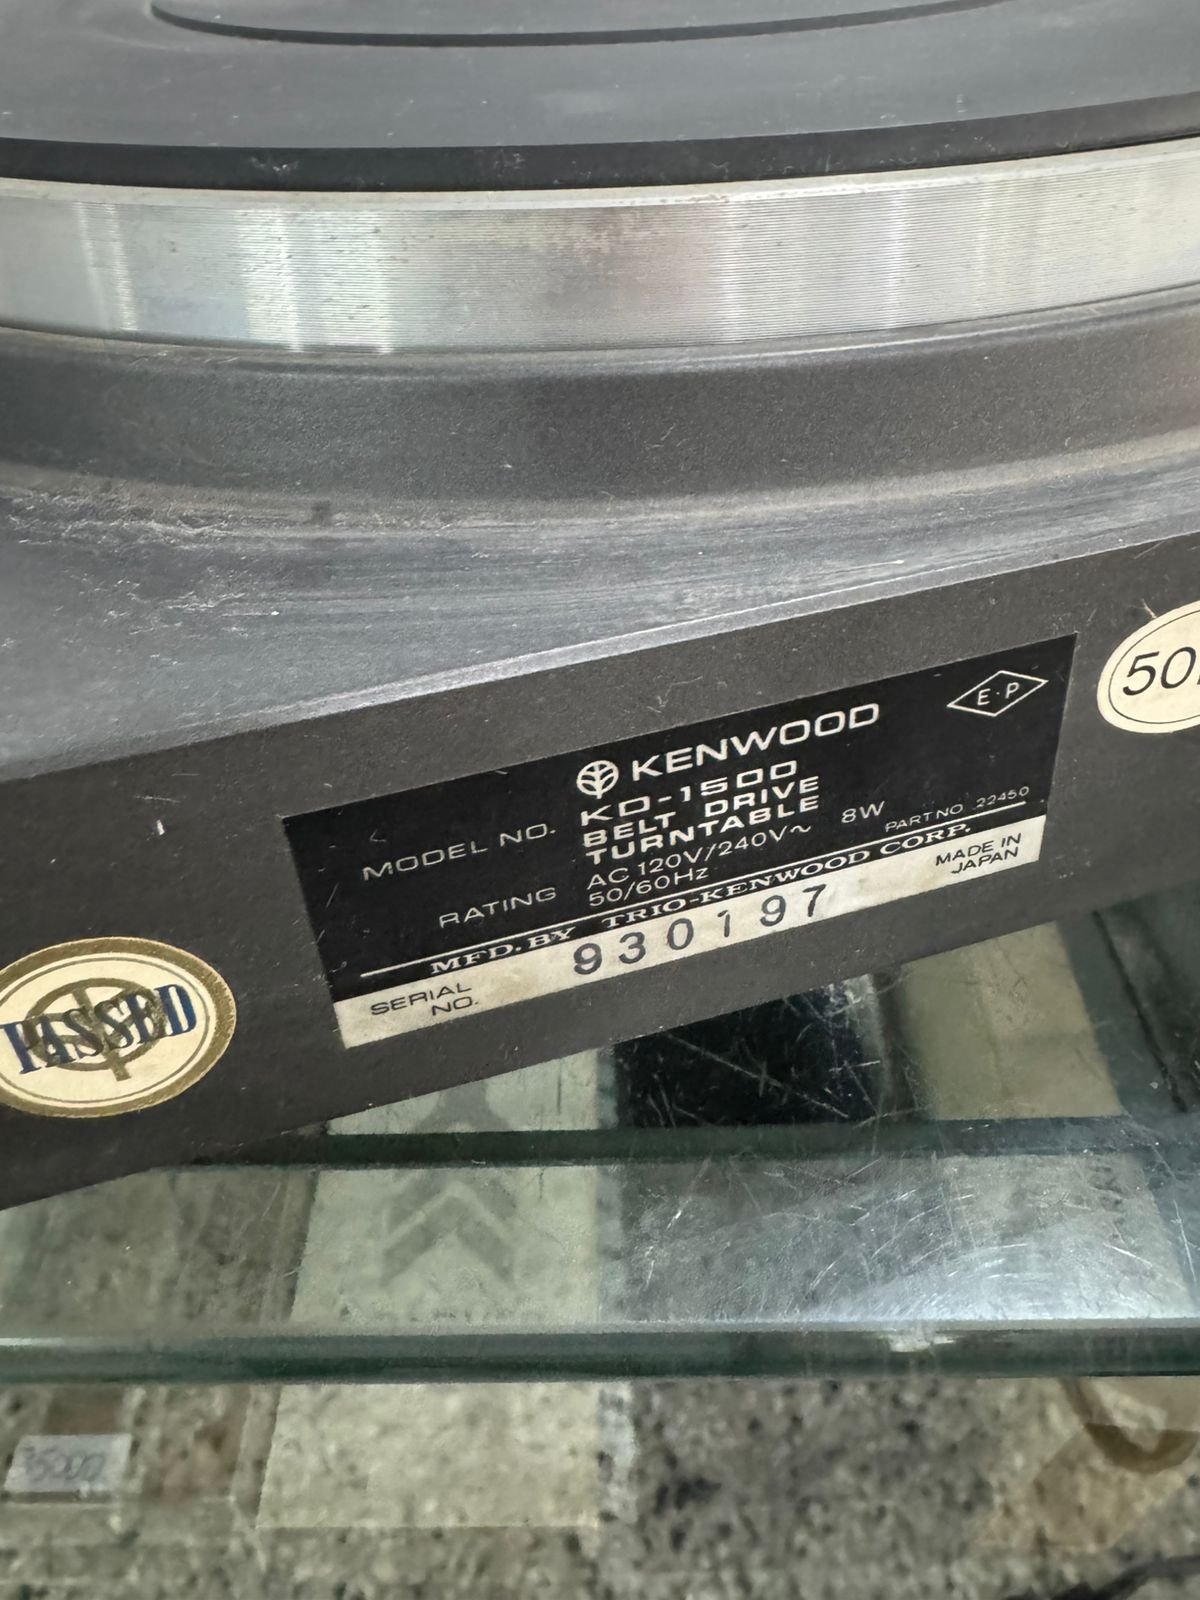 KENWOOD
E·P
MODEL NO. KD-1500
BELT DRIVE
TURNTABLE
RATING AC 120V/240V~ 8W
50/60Hz
PART NO. 22450
MFD. BY TRIO-KENWOOD CORP.
SERIAL NO. 930197
MADE IN
JAPAN
PASSED
50